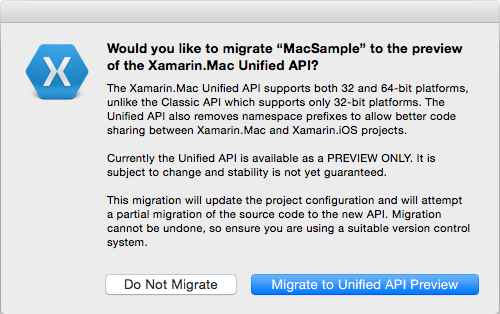 X
Would you like to migrate “MacSample” to the preview
of the Xamarin.Mac Unified API?
The Xamarin.Mac Unified API supports both 32 and 64-bit platforms,
unlike the Classic API which supports only 32-bit platforms. The
Unified API also removes namespace prefixes to allow better code
sharing between Xamarin.Mac and Xamarin.iOS projects.
Currently the Unified API is available as a PREVIEW ONLY. It is
subject to change and stability is not yet guaranteed.
This migration will update the project configuration and will attempt
a partial migration of the source code to the new API. Migration
cannot be undone, so ensure you are using a suitable version control
system.
Do Not Migrate
Migrate to Unified API Preview